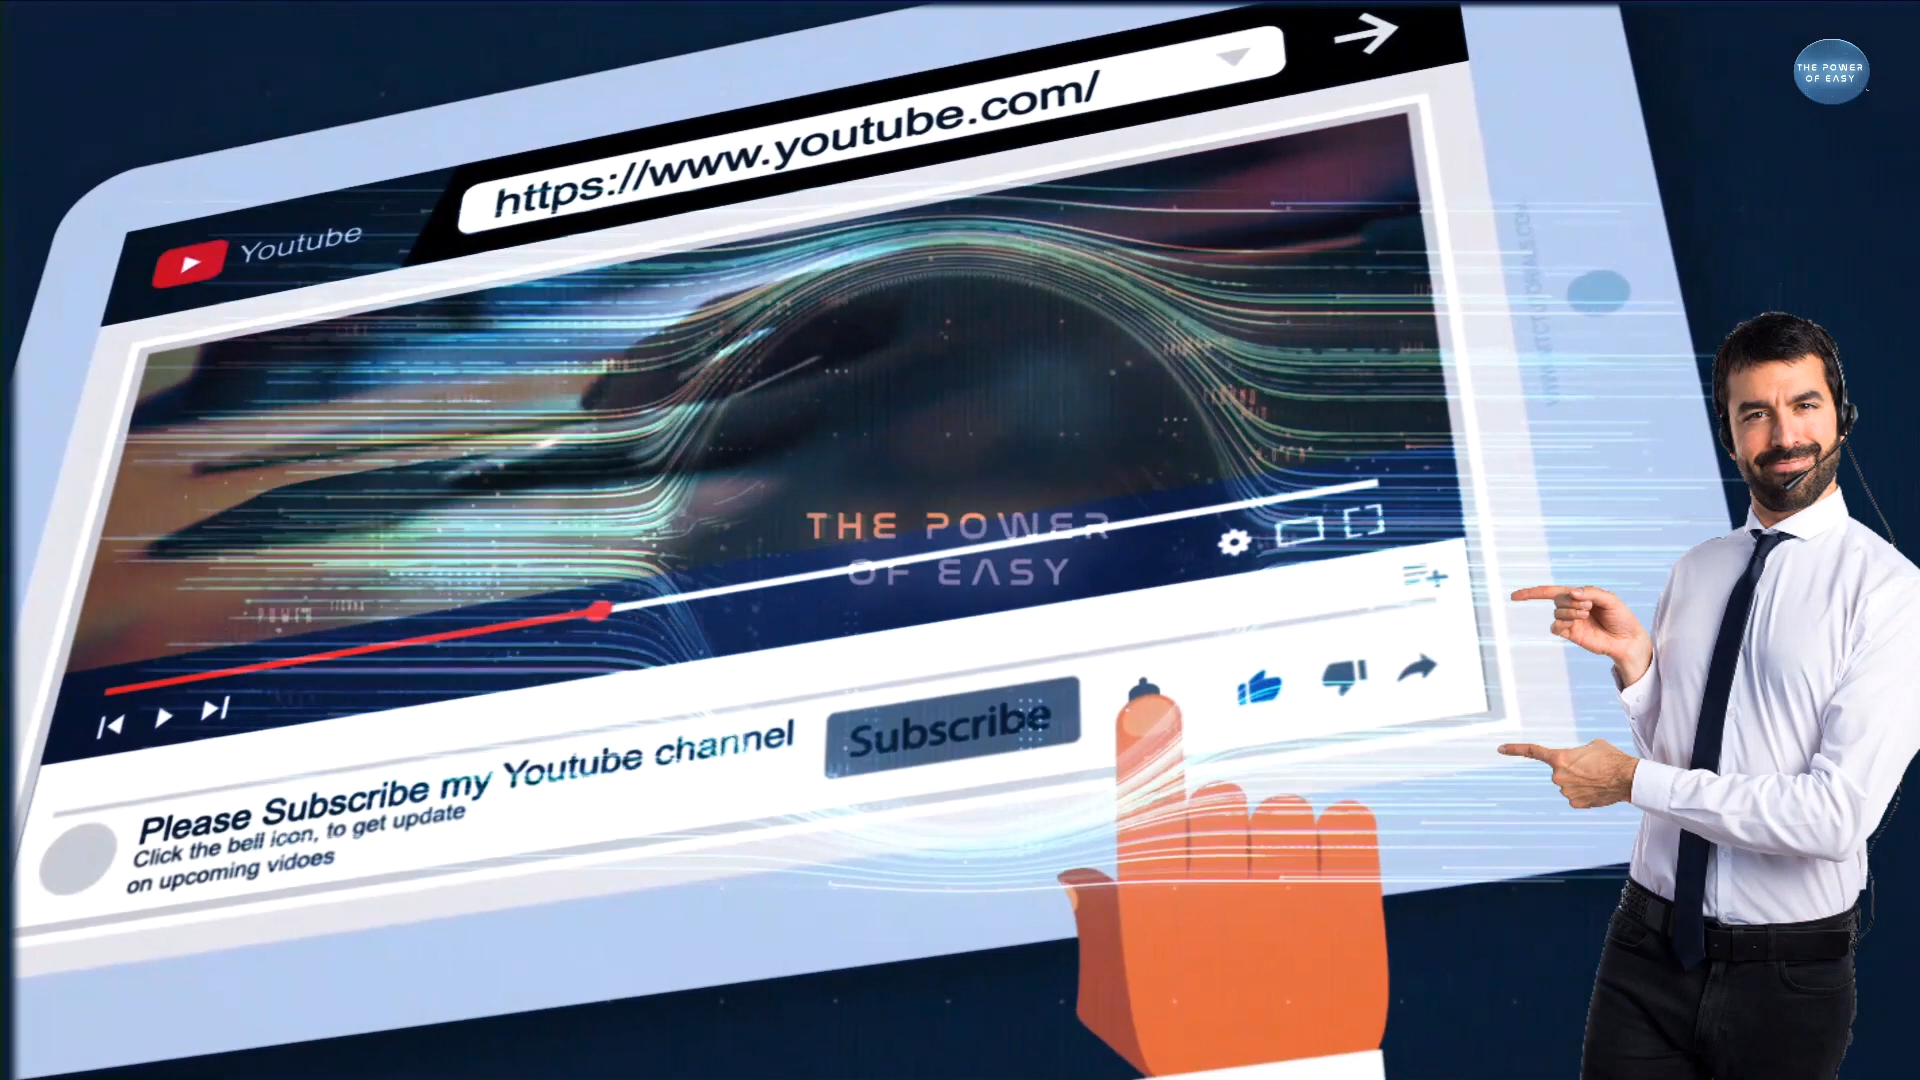 THE POWER
OF EASY
https://www.youtube.com/
Youtube
THE POWER
OF EASY
POWER
Subscribe
Please Subscribe my Youtube channel
Click the bell icon, to get update
on upcoming vidoes